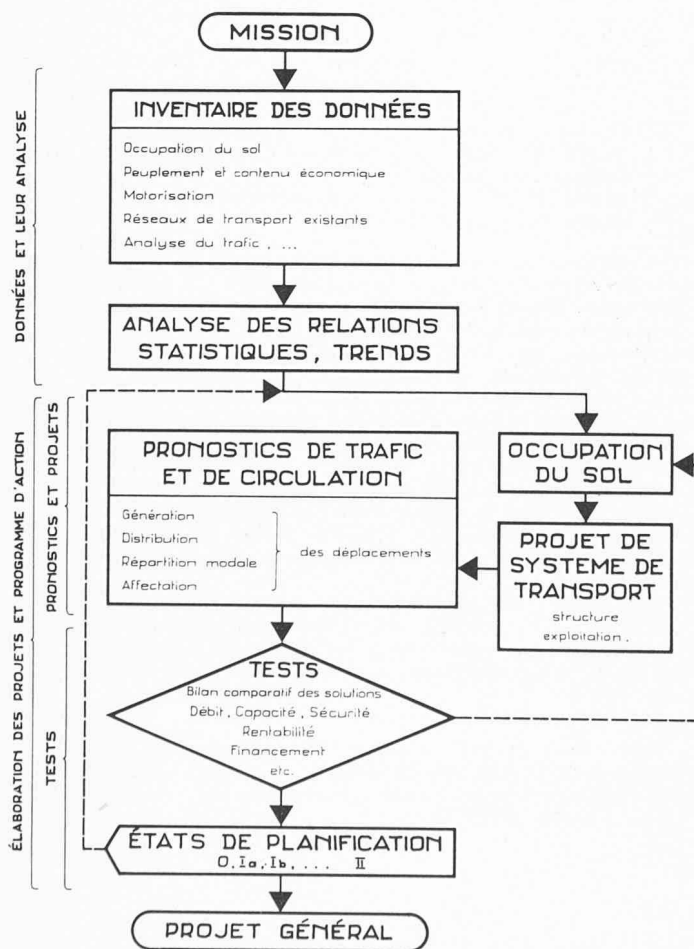 MISSION
DONNÉES ET LEUR ANALYSE
INVENTAIRE DES DONNÉES
Occupation du sol
Peuplement et contenu économique
Motorisation
Réseaux de transport existants
Analyse du trafic , ...
ANALYSE DES RELATIONS
STATISTIQUES , TRENDS
ÉLABORATION DES PROJETS ET PROGRAMME D'ACTION
PRONOSTICS ET PROJETS
PRONOSTICS DE TRAFIC
ET DE CIRCULATION
Génération
Distribution
Répartition modale
Affectation
des déplacements
OCCUPATION
DU SOL
PROJET DE
SYSTEME DE
TRANSPORT
structure
exploitation .
TESTS
TESTS
Bilan comparatif des solutions
Débit , Capacité , Sécurité
Rentabilité
Financement
etc.
ÉTATS DE PLANIFICATION
O, Ia, Ib, . . . . II
PROJET GÉNÉRAL